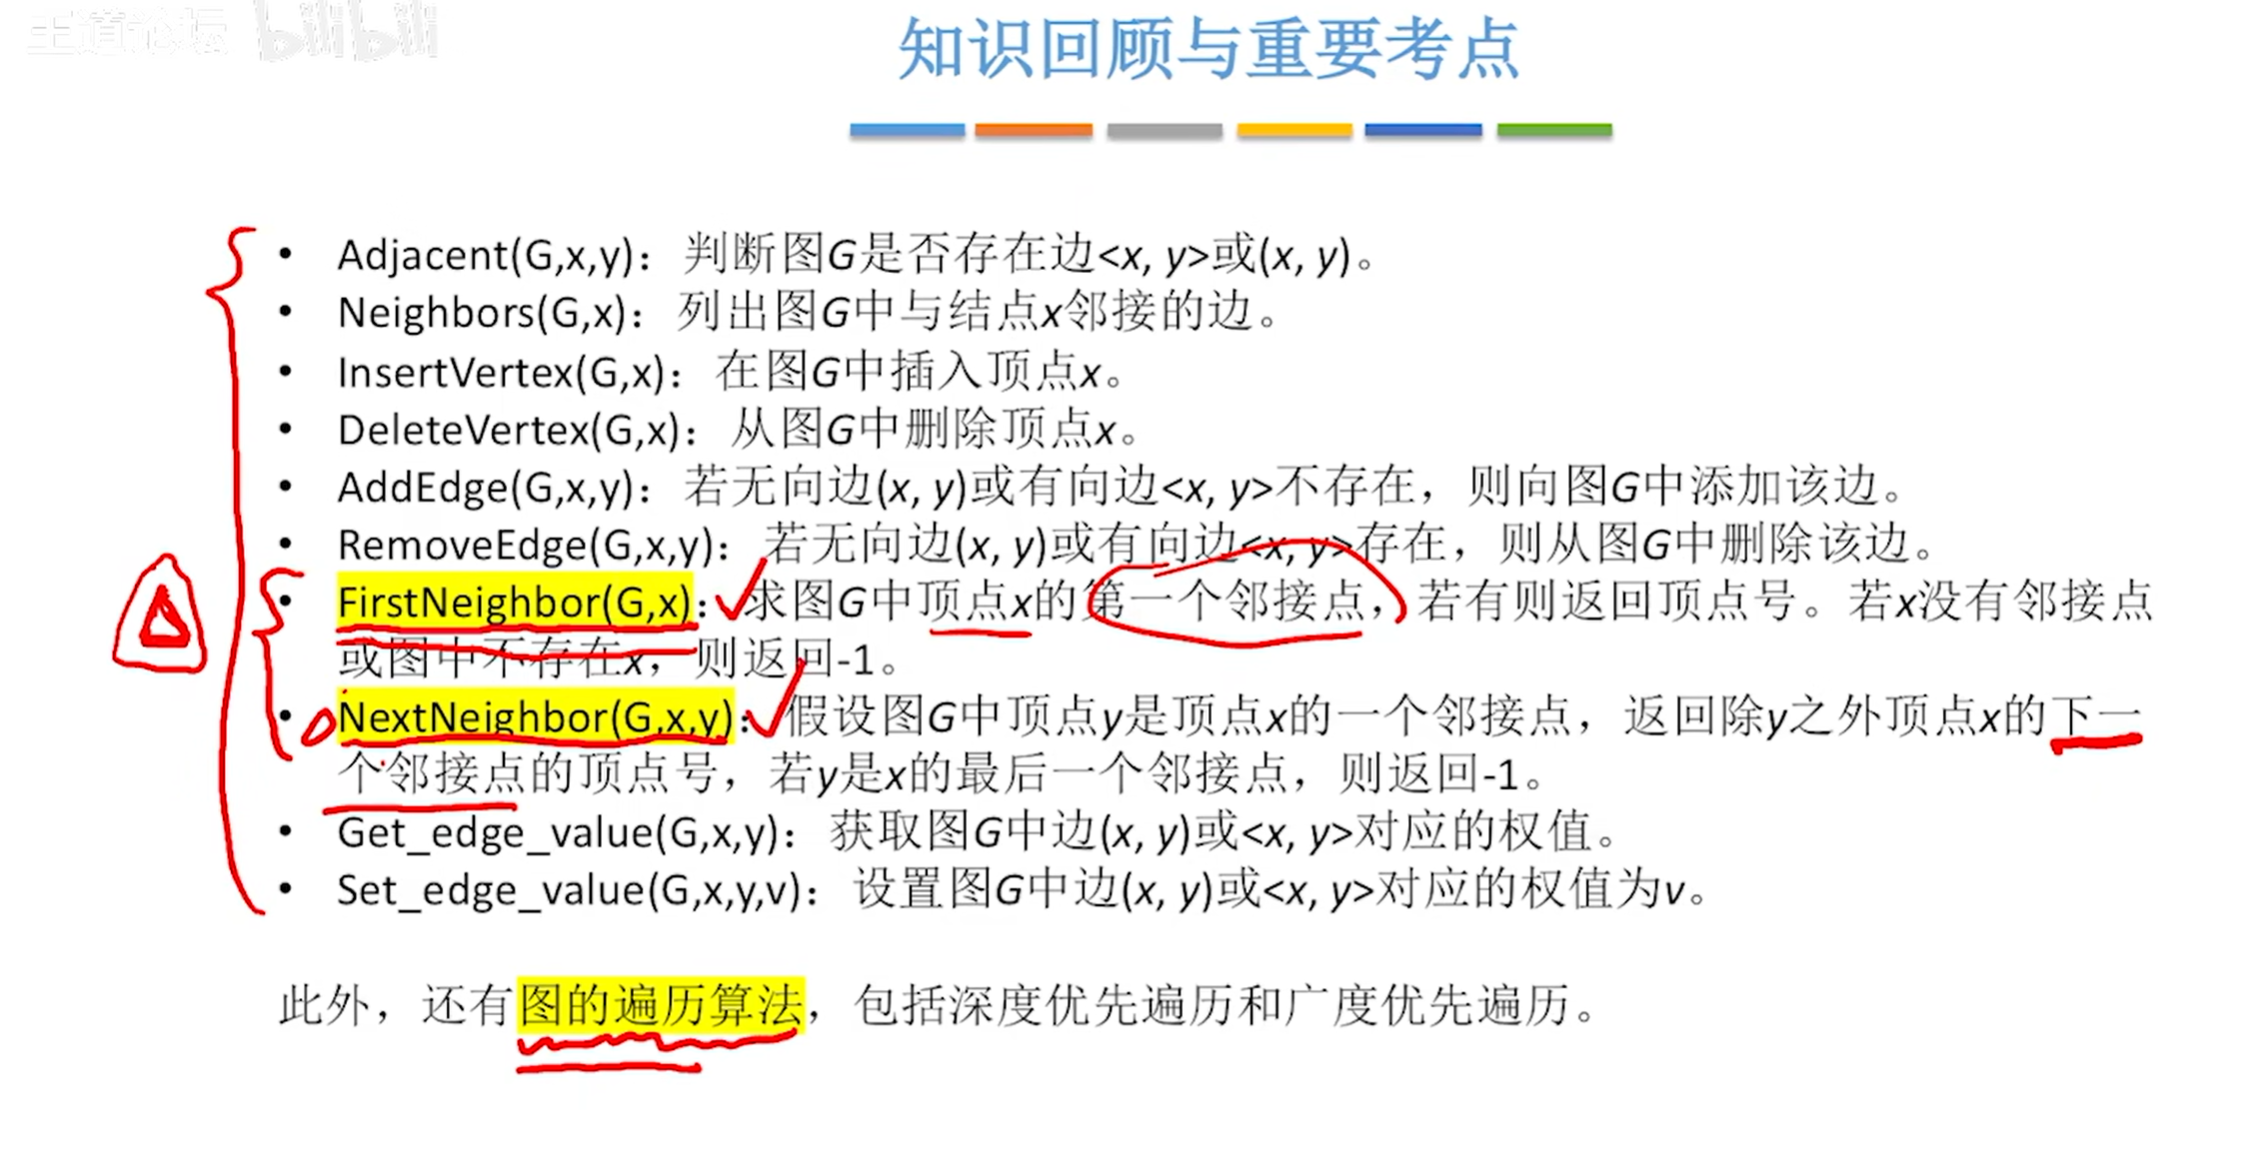 王道论坛 bilibili
知识回顾与重要考点
• Adjacent(G,x,y)：判断图G是否存在边<x, y>或(x, y)。
• Neighbors(G,x)：列出图G中与结点x邻接的边。
• InsertVertex(G,x)：在图G中插入顶点x。
• DeleteVertex(G,x)：从图G中删除顶点x。
• AddEdge(G,x,y)：若无向边(x, y)或有向边<x, y>不存在，则向图G中添加该边。
• RemoveEdge(G,x,y)：若无向边(x, y)或有向边<x, y>存在，则从图G中删除该边。
• FirstNeighbor(G,x)：求图G中顶点x的第一个邻接点，若有则返回顶点号。若x没有邻接点
或图中不存在x，则返回-1。
• NextNeighbor(G,x,y)：假设图G中顶点y是顶点x的一个邻接点，返回除y之外顶点x的下一
个邻接点的顶点号，若y是x的最后一个邻接点，则返回-1。
• Get_edge_value(G,x,y)：获取图G中边(x, y)或<x, y>对应的权值。
• Set_edge_value(G,x,y,v)：设置图G中边(x, y)或<x, y>对应的权值为v。
此外，还有图的遍历算法，包括深度优先遍历和广度优先遍历。